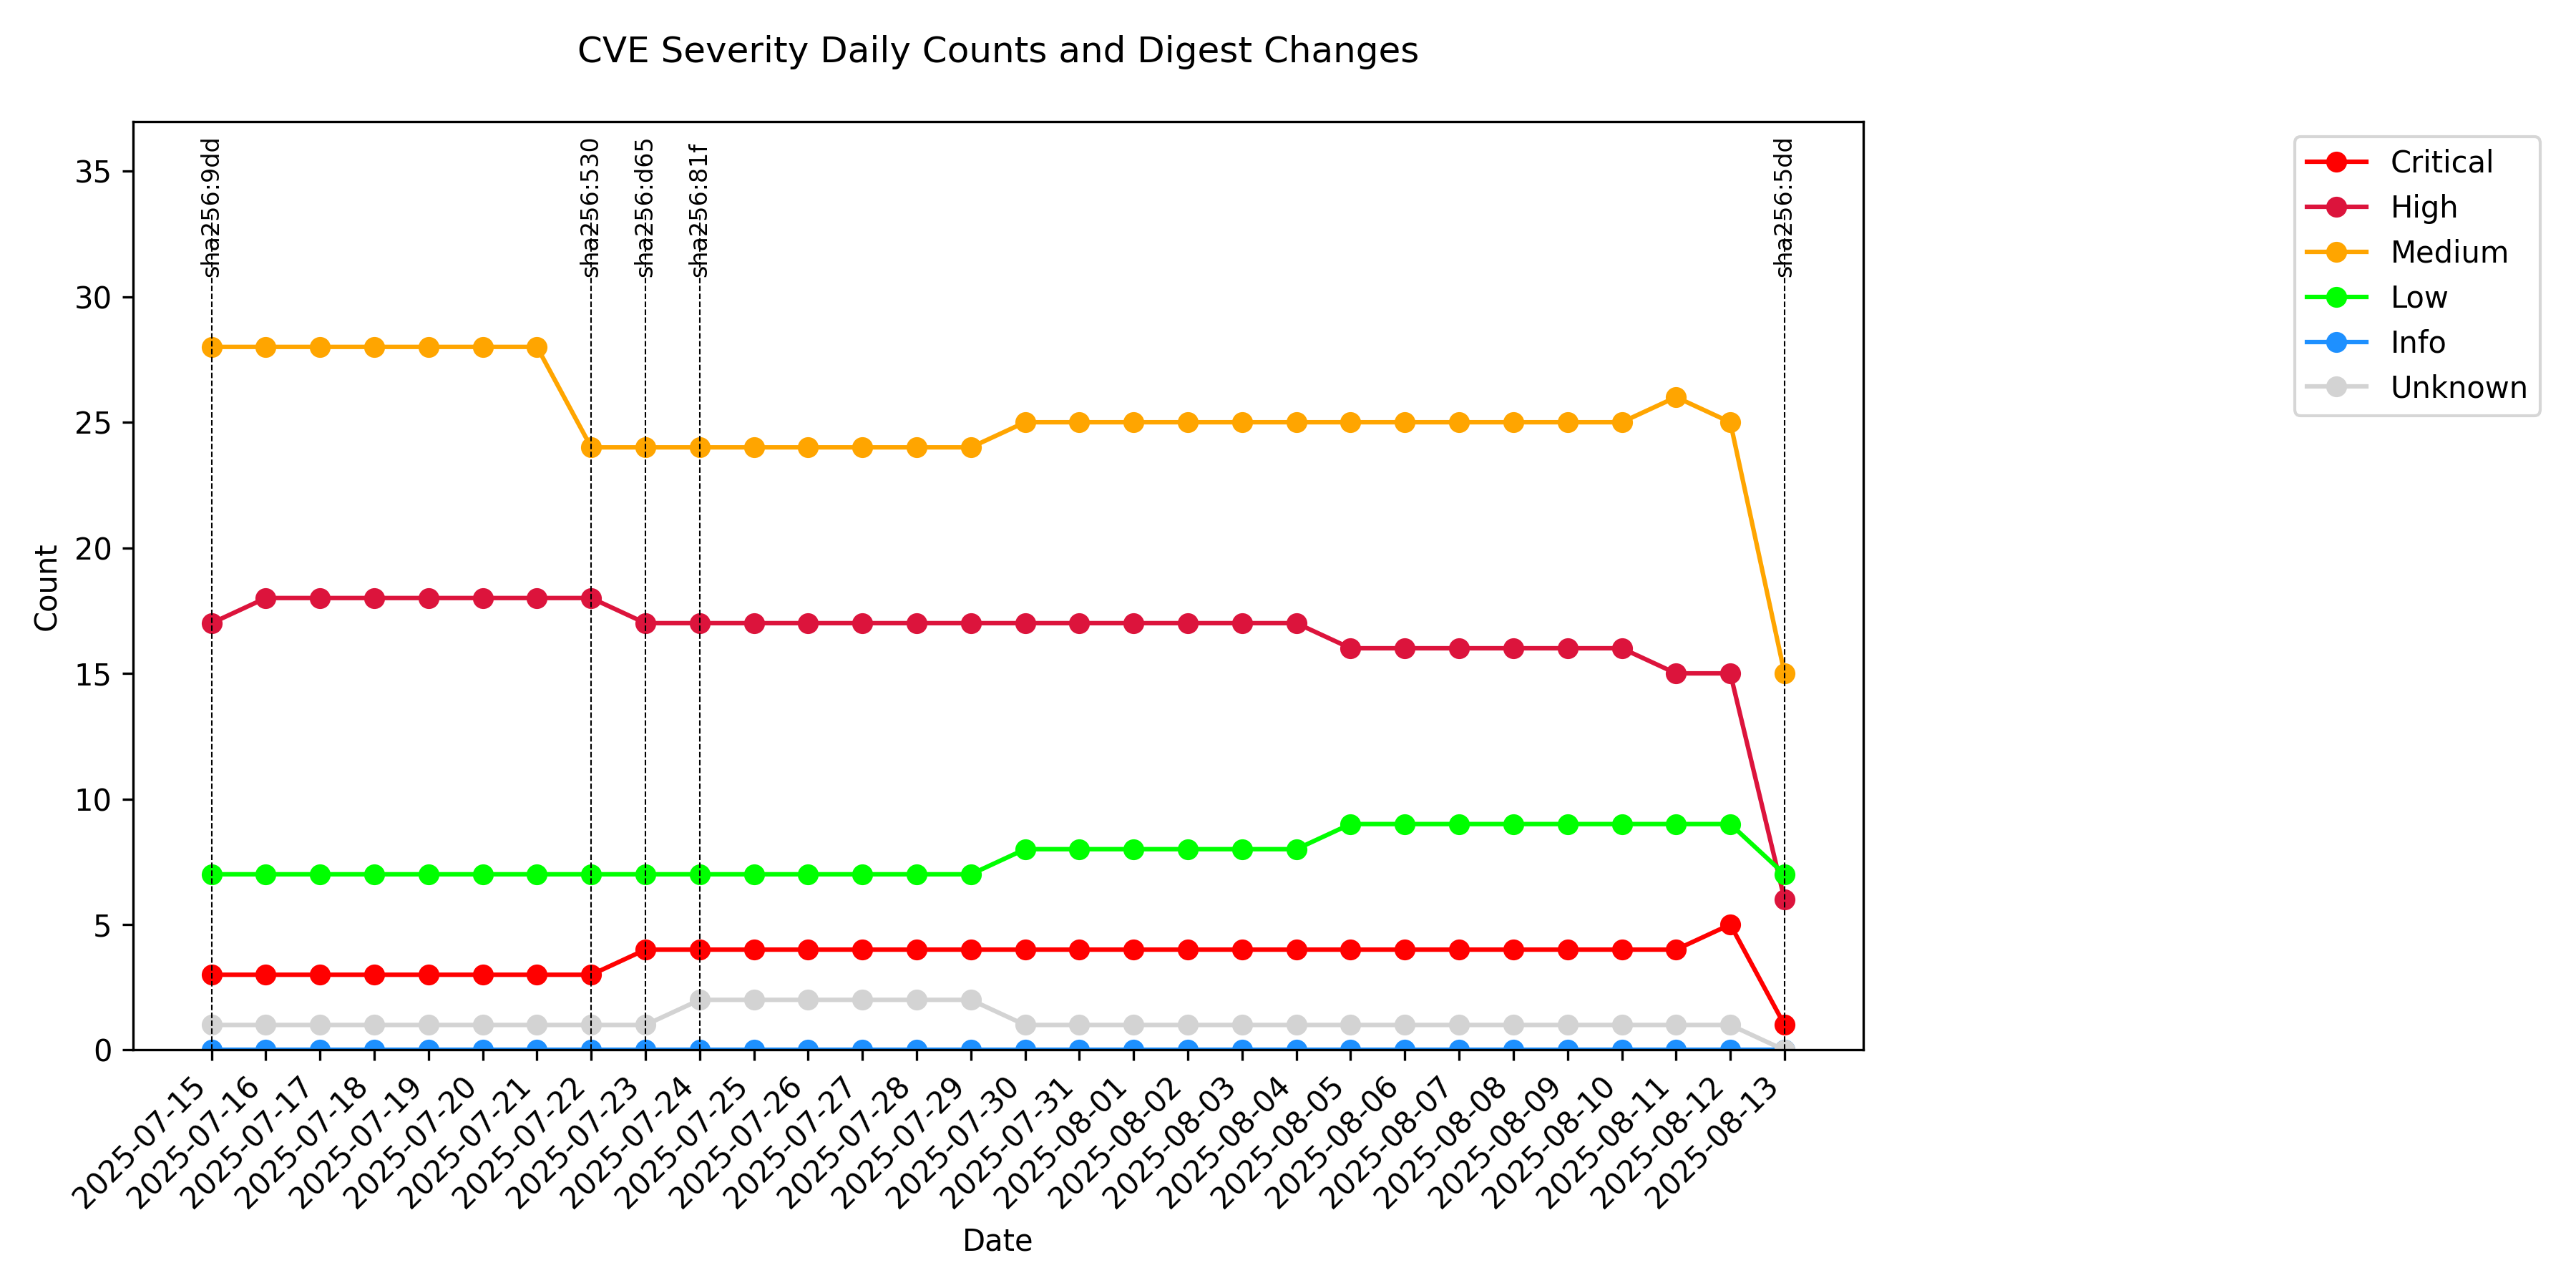 CVE Severity Daily Counts and Digest Changes
sha256:9dd
sha256:530
sha256:d65
sha256:81f
sha256:5dd
Critical
High
Medium
Low
Info
Unknown
35
30
25
20
15
10
5
0
Count
2025-07-15
2025-07-16
2025-07-17
2025-07-18
2025-07-19
2025-07-20
2025-07-21
2025-07-22
2025-07-23
2025-07-24
2025-07-25
2025-07-26
2025-07-27
2025-07-28
2025-07-29
2025-07-30
2025-07-31
2025-08-01
2025-08-02
2025-08-03
2025-08-04
2025-08-05
2025-08-06
2025-08-07
2025-08-08
2025-08-09
2025-08-10
2025-08-11
2025-08-12
2025-08-13
Date